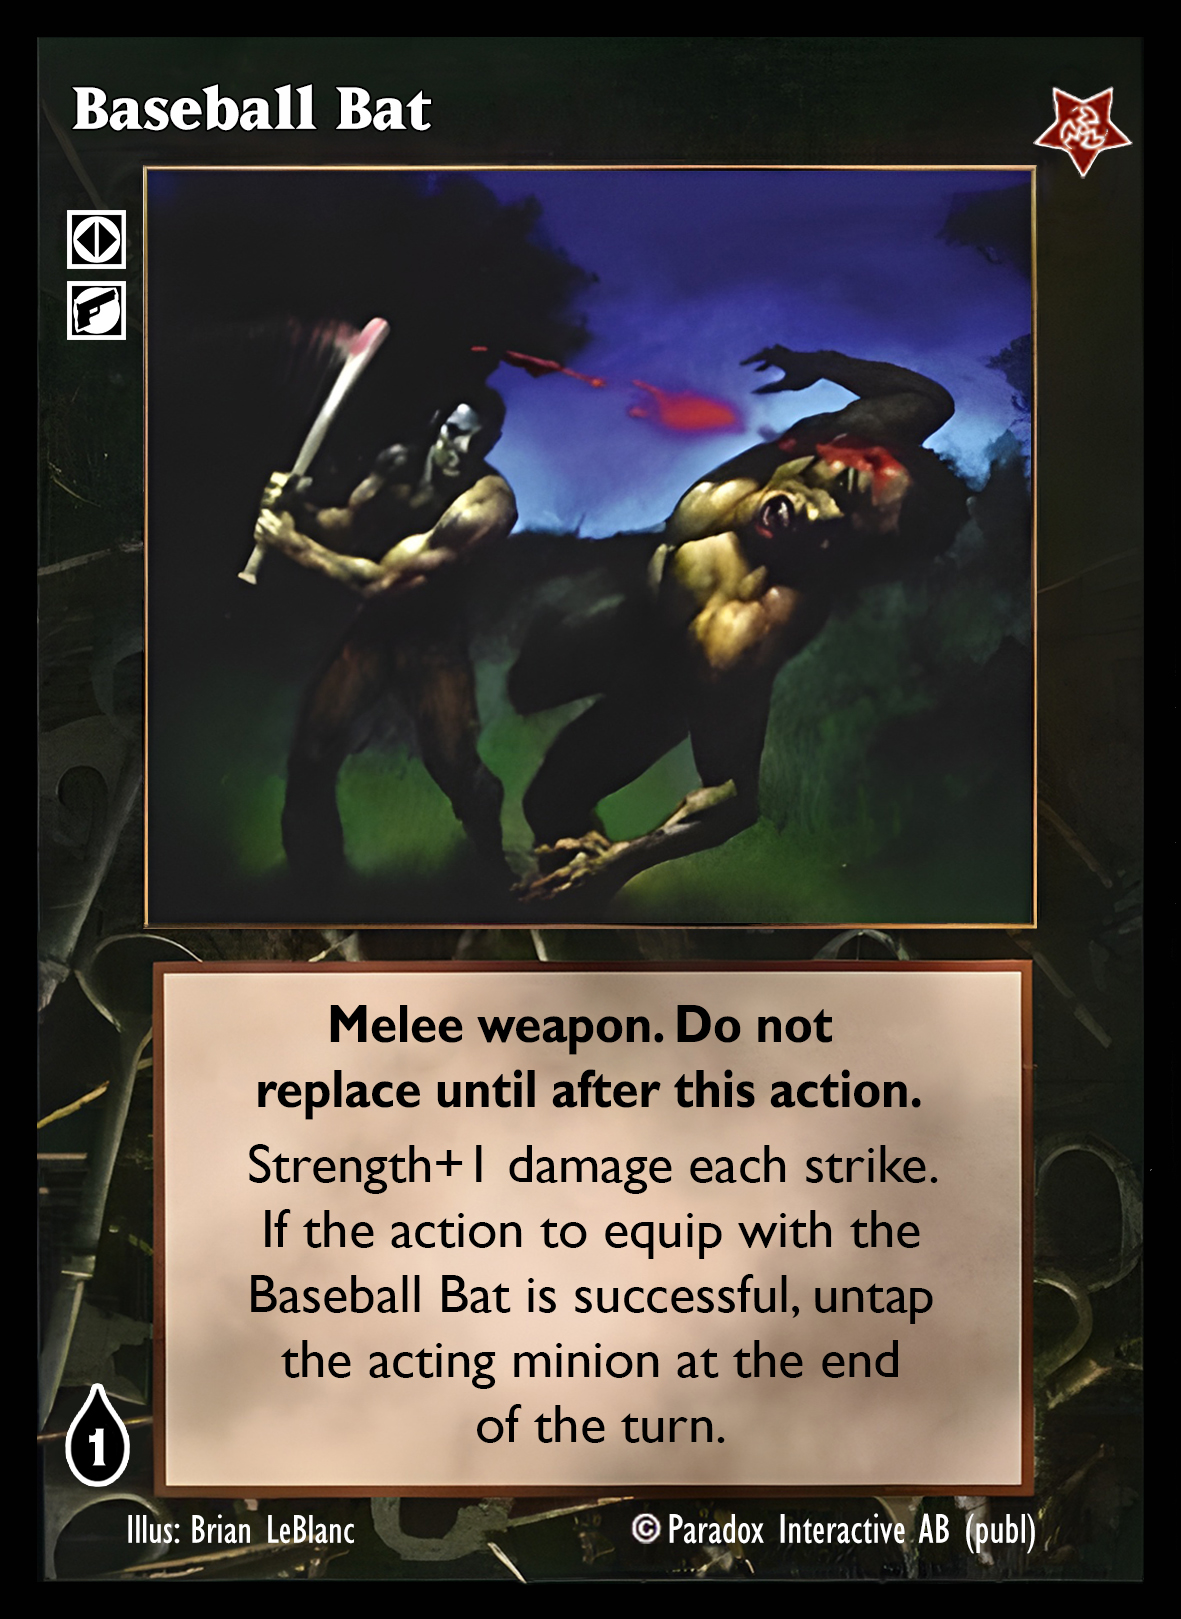 Baseball Bat
Melee weapon. Do not
replace until after this action.
Strength+1 damage each strike.
If the action to equip with the
Baseball Bat is successful, untap
the acting minion at the end
of the turn.
1
Illus: Brian LeBlanc
© Paradox Interactive AB (publ)